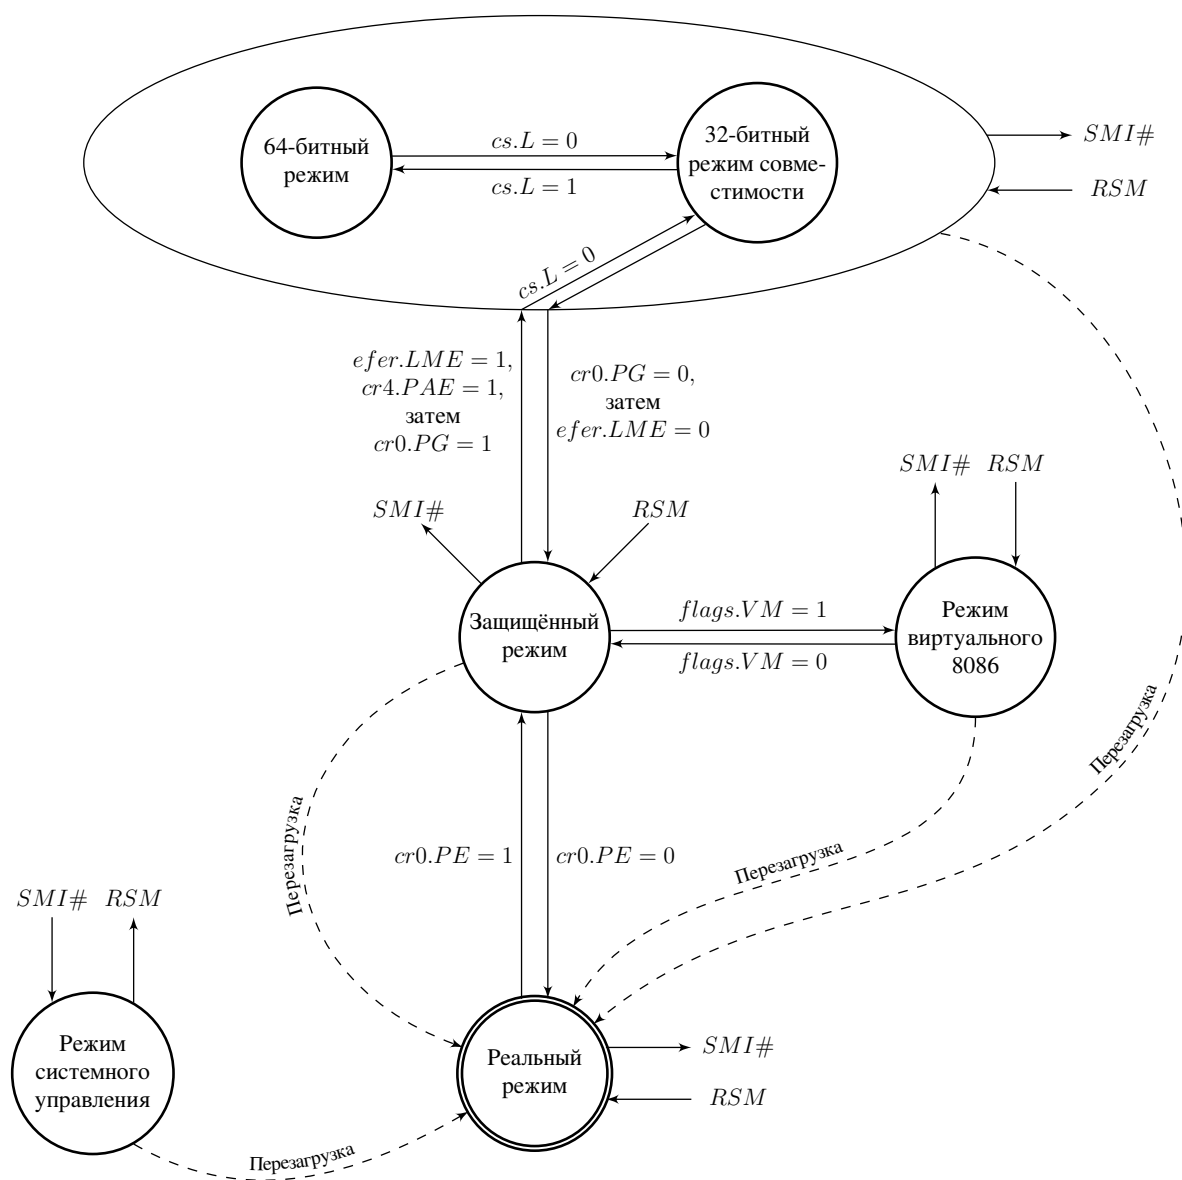 64-битный
режим
cs.L = 0
cs.L = 1
32-битный
режим совме-
стимости
SMI#
RSM
cs.L = 0
efer.LME = 1,
cr4.PAE = 1,
затем
cr0.PG = 1
cr0.PG = 0,
затем
efer.LME = 0
SMI#
RSM
SMI# RSM
Защищённый
режим
flags.VM = 1
flags.VM = 0
Режим
виртуального
8086
Перезагрузка
Перезагрузка
Перезагрузка
cr0.PE = 1
cr0.PE = 0
SMI# RSM
Режим
системного
управления
Реальный
режим
SMI#
RSM
Перезагрузка